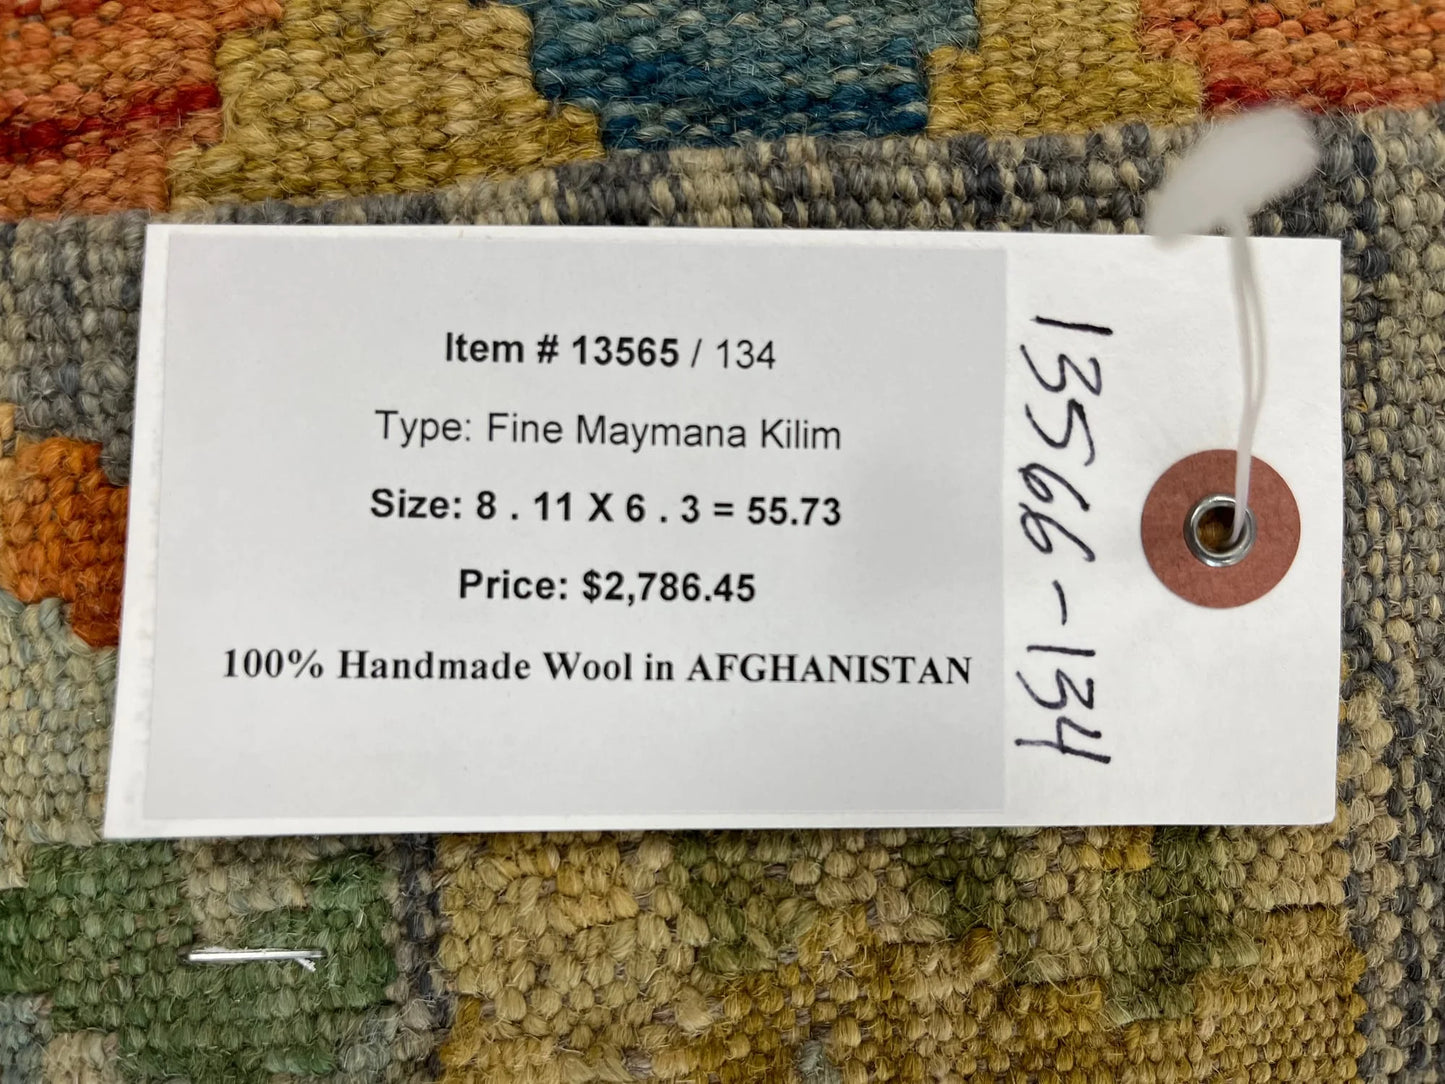 Item # 13565 / 134
Type: Fine Maymana Kilim
Size: 8 . 11 X 6 . 3 = 55.73
Price: $2,786.45
100% Handmade Wool in AFGHANISTAN
13566-134